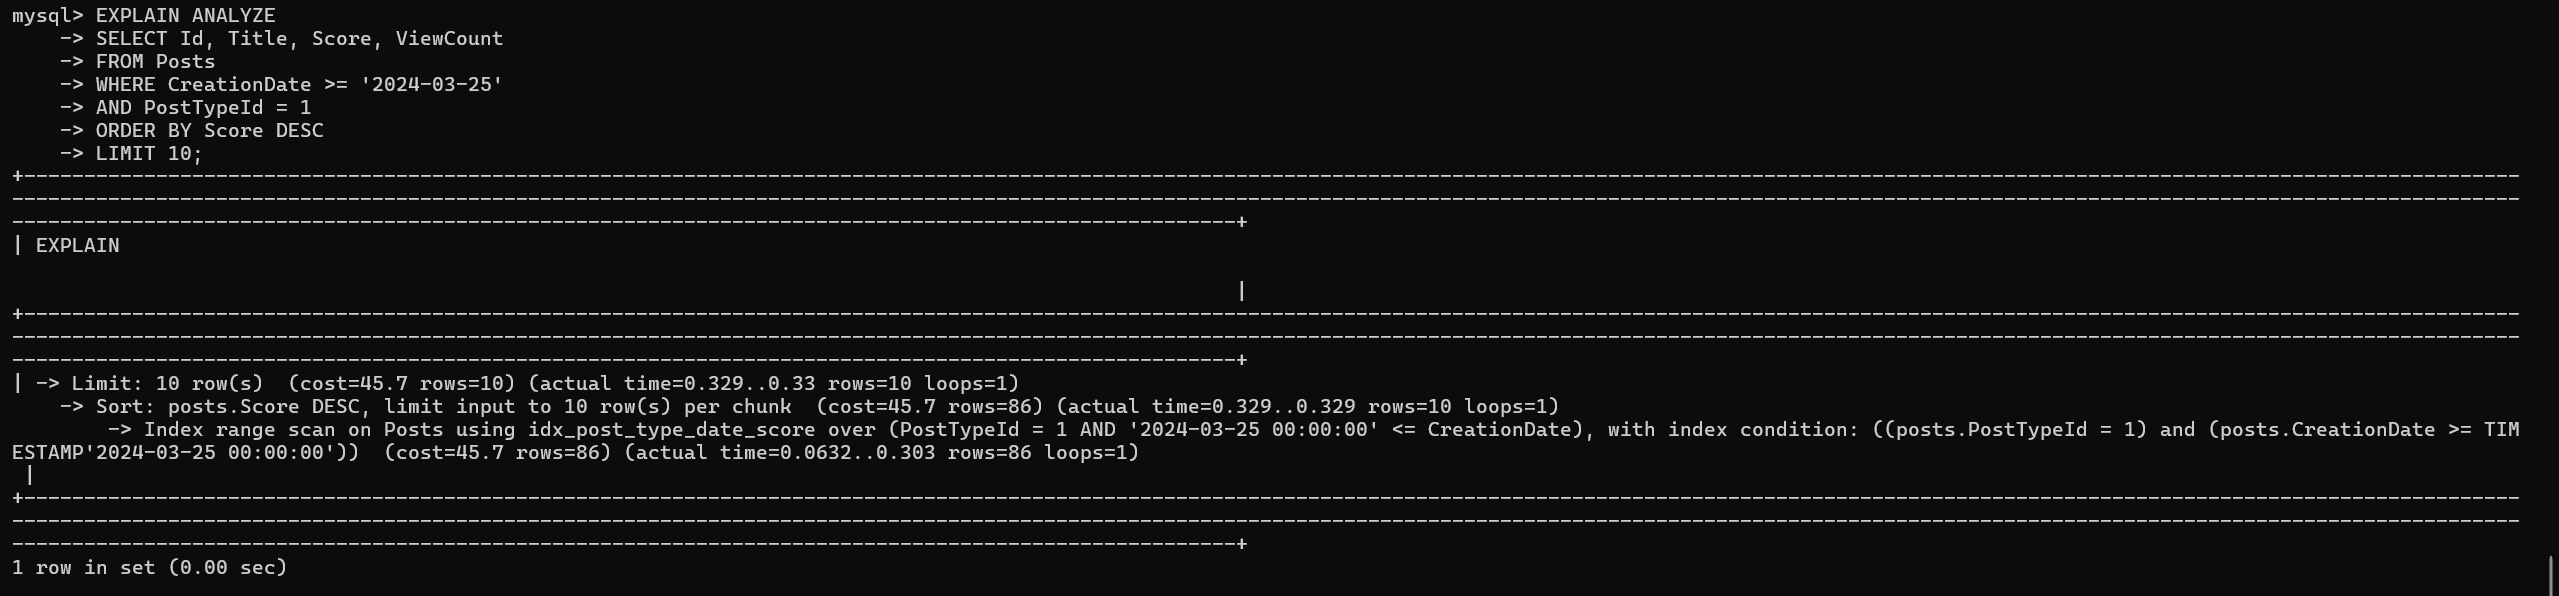 mysql> EXPLAIN ANALYZE
    -> SELECT Id, Title, Score, ViewCount
    -> FROM Posts
    -> WHERE CreationDate >= '2024-03-25'
    -> AND PostTypeId = 1
    -> ORDER BY Score DESC
    -> LIMIT 10;
| EXPLAIN
|
| -> Limit: 10 row(s)  (cost=45.7 rows=10) (actual time=0.329..0.33 rows=10 loops=1)
    -> Sort: posts.Score DESC, limit input to 10 row(s) per chunk  (cost=45.7 rows=86) (actual time=0.329..0.329 rows=10 loops=1)
        -> Index range scan on Posts using idx_post_type_date_score over (PostTypeId = 1 AND '2024-03-25 00:00:00' <= CreationDate), with index condition: ((posts.PostTypeId = 1) and (posts.CreationDate >= TIM
ESTAMP'2024-03-25 00:00:00'))  (cost=45.7 rows=86) (actual time=0.0632..0.303 rows=86 loops=1)
 |
1 row in set (0.00 sec)